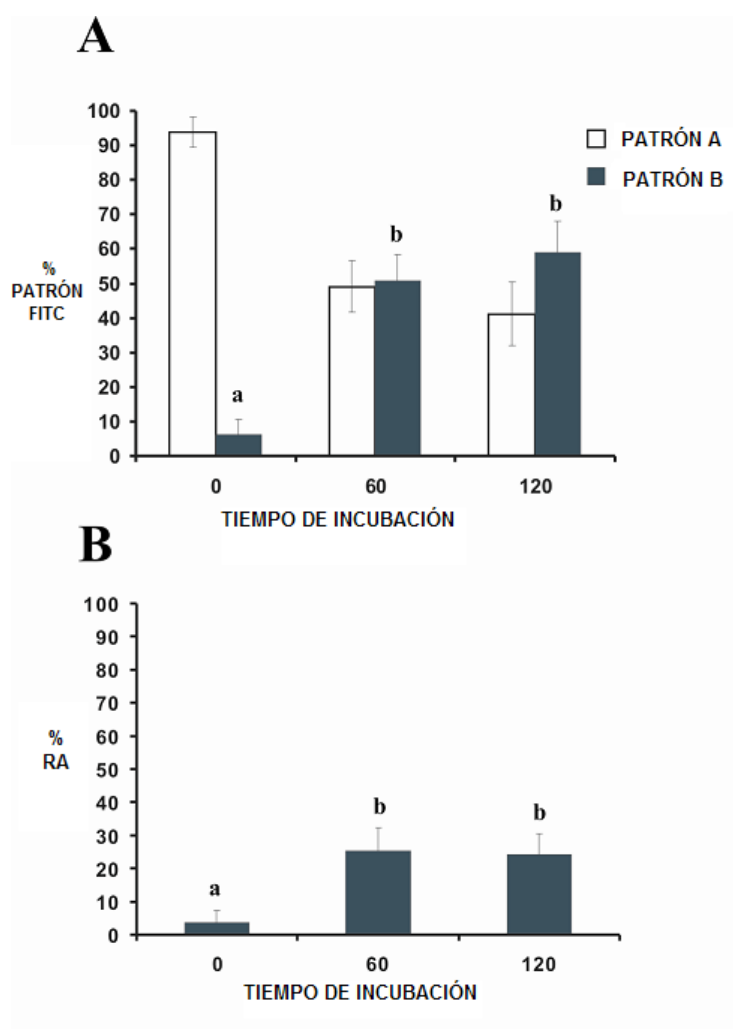 A
100
90
80
70
60
50
40
30
20
10
0
%
PATRÓN
FITC
PATRÓN A
PATRÓN B
a
b
b
0 60 120
TIEMPO DE INCUBACIÓN
B
100
90
80
70
60
50
40
30
20
10
0
%
RA
a
b
b
0 60 120
TIEMPO DE INCUBACIÓN